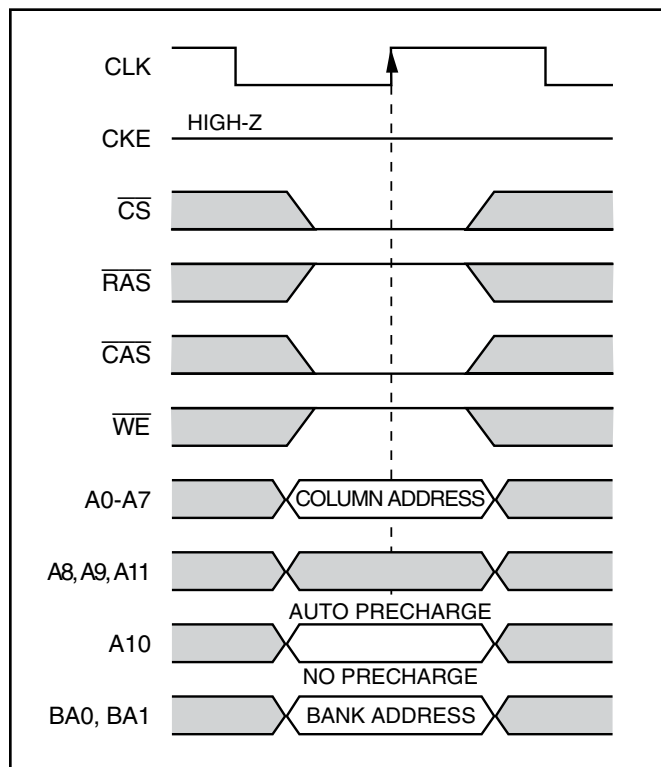 CLK
HIGH-Z
CKE
CS
RAS
CAS
WE
A0-A7 COLUMN ADDRESS
A8, A9, A11
AUTO PRECHARGE
A10
NO PRECHARGE
BA0, BA1 BANK ADDRESS